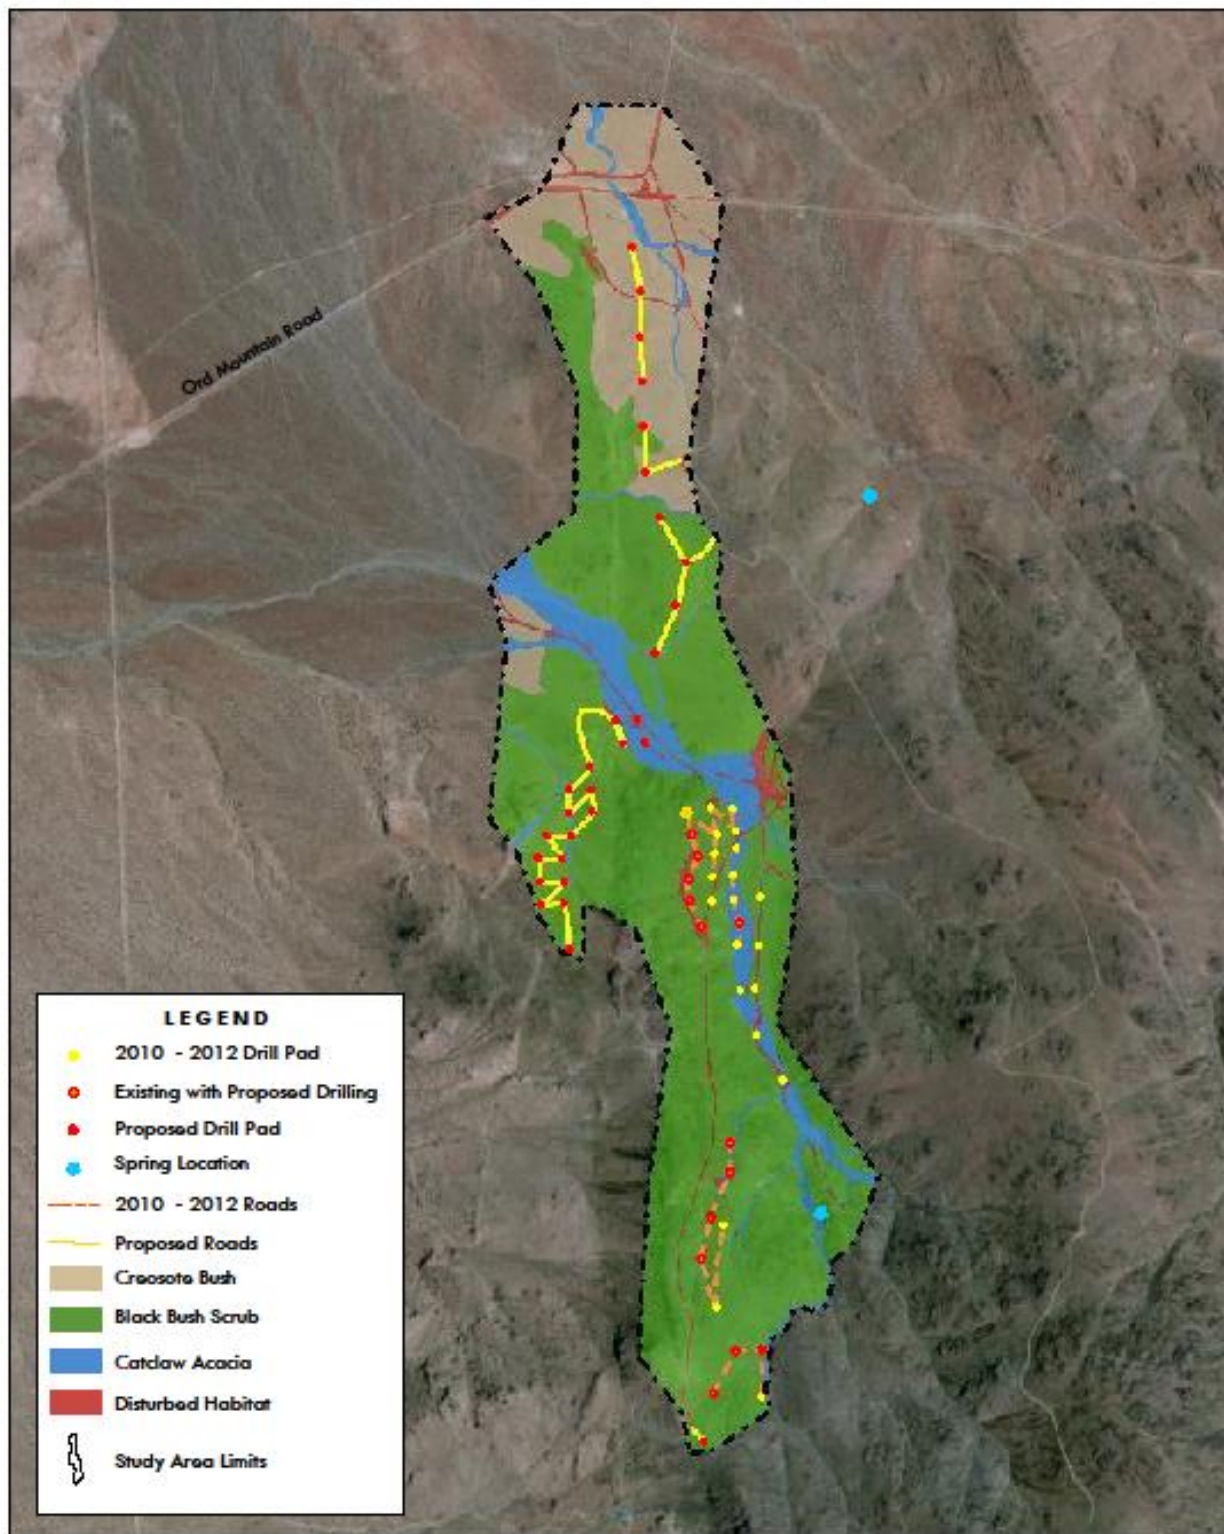 Ord Mountain Road
LEGEND
2010 - 2012 Drill Pad
Existing with Proposed Drilling
Proposed Drill Pad
Spring Location
2010 - 2012 Roads
Proposed Roads
Creosote Bush
Black Bush Scrub
Catclaw Acacia
Disturbed Habitat
Study Area Limits